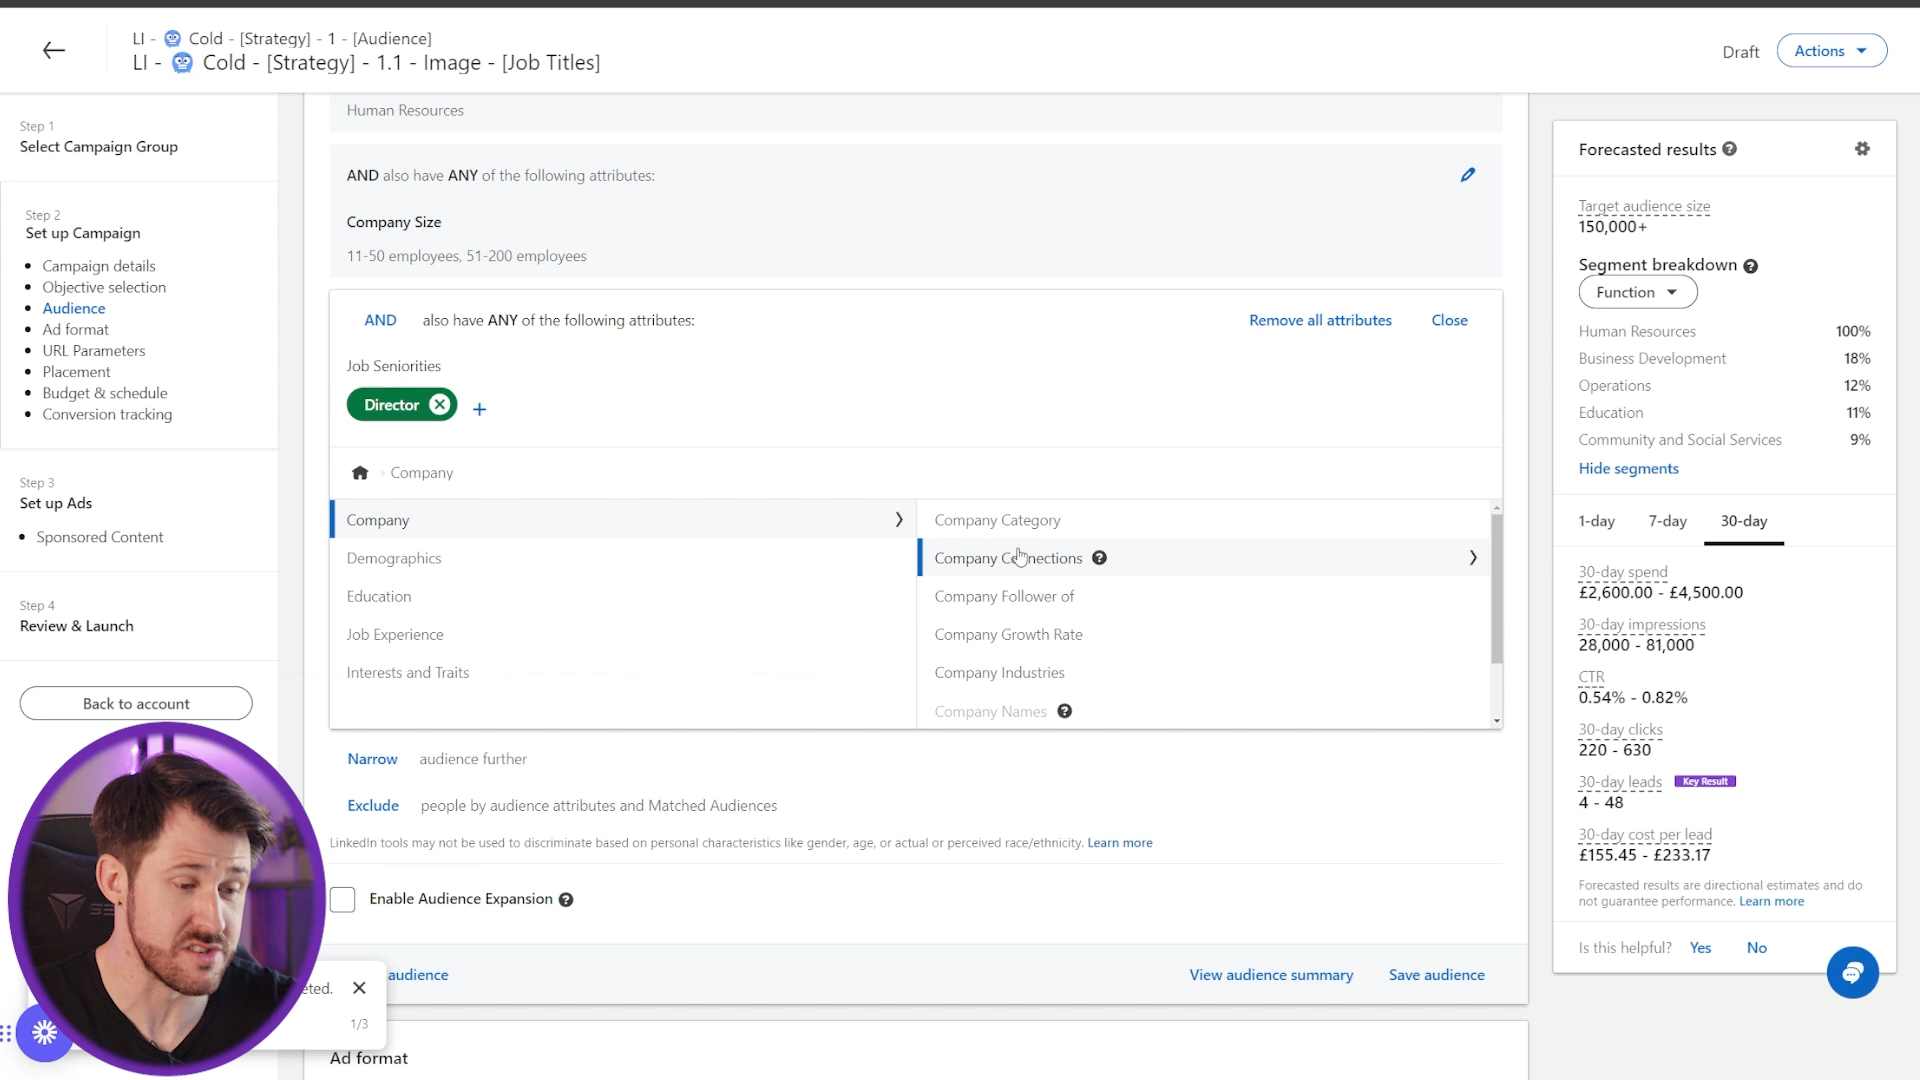 LI - Cold - [Strategy] - 1 - [Audience]
LI - Cold - [Strategy] - 1.1 - Image - [Job Titles]
Draft
Actions
Step 1
Select Campaign Group
Step 2
Set up Campaign
Campaign details
Objective selection
Audience
Ad format
URL Parameters
Placement
Budget & schedule
Conversion tracking
Step 3
Set up Ads
Sponsored Content
Step 4
Review & Launch
Back to account
Human Resources
AND also have ANY of the following attributes:
Company Size
11-50 employees, 51-200 employees
AND also have ANY of the following attributes:
Remove all attributes
Close
Job Seniorities
Director
Company
Company
Demographics
Education
Job Experience
Interests and Traits
Company Category
Company Connections
Company Follower of
Company Growth Rate
Company Industries
Company Names
Narrow audience further
Exclude people by audience attributes and Matched Audiences
LinkedIn tools may not be used to discriminate based on personal characteristics like gender, age, or actual or perceived race/ethnicity. Learn more
Enable Audience Expansion
audience
View audience summary
Save audience
1/3
Ad format
Forecasted results
Target audience size
150,000+
Segment breakdown
Function
Human Resources 100%
Business Development 18%
Operations 12%
Education 11%
Community and Social Services 9%
Hide segments
1-day 7-day 30-day
30-day spend
£2,600.00 - £4,500.00
30-day impressions
28,000 - 81,000
CTR
0.54% - 0.82%
30-day clicks
220 - 630
30-day leads Key Result
4 - 48
30-day cost per lead
£155.45 - £233.17
Forecasted results are directional estimates and do
not guarantee performance. Learn more
Is this helpful? Yes No